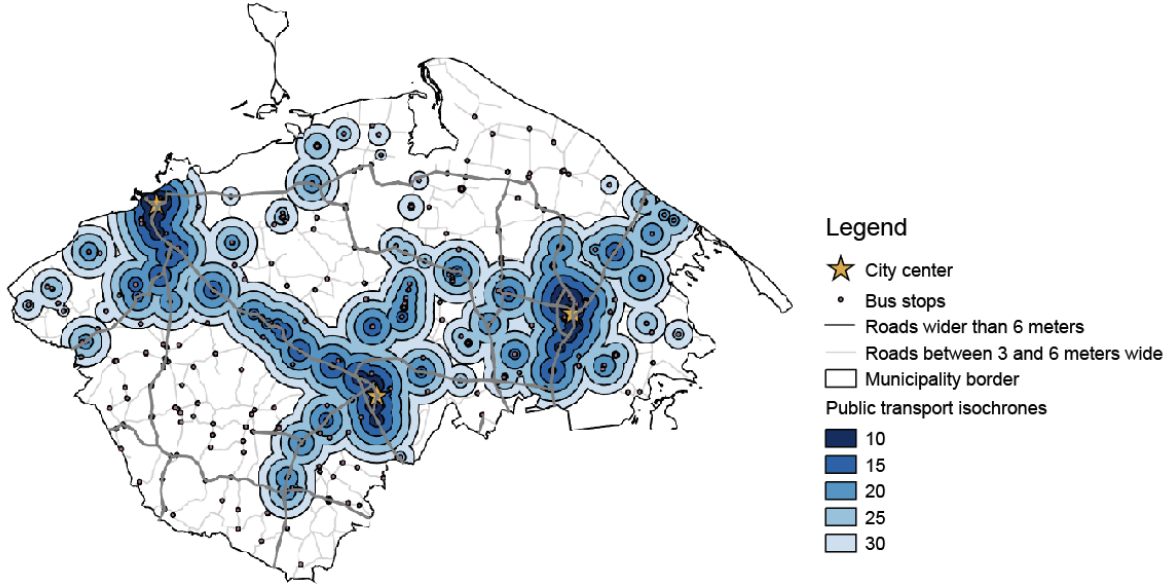 Legend
City center
Bus stops
Roads wider than 6 meters
Roads between 3 and 6 meters wide
Municipality border
Public transport isochrones
10
15
20
25
30